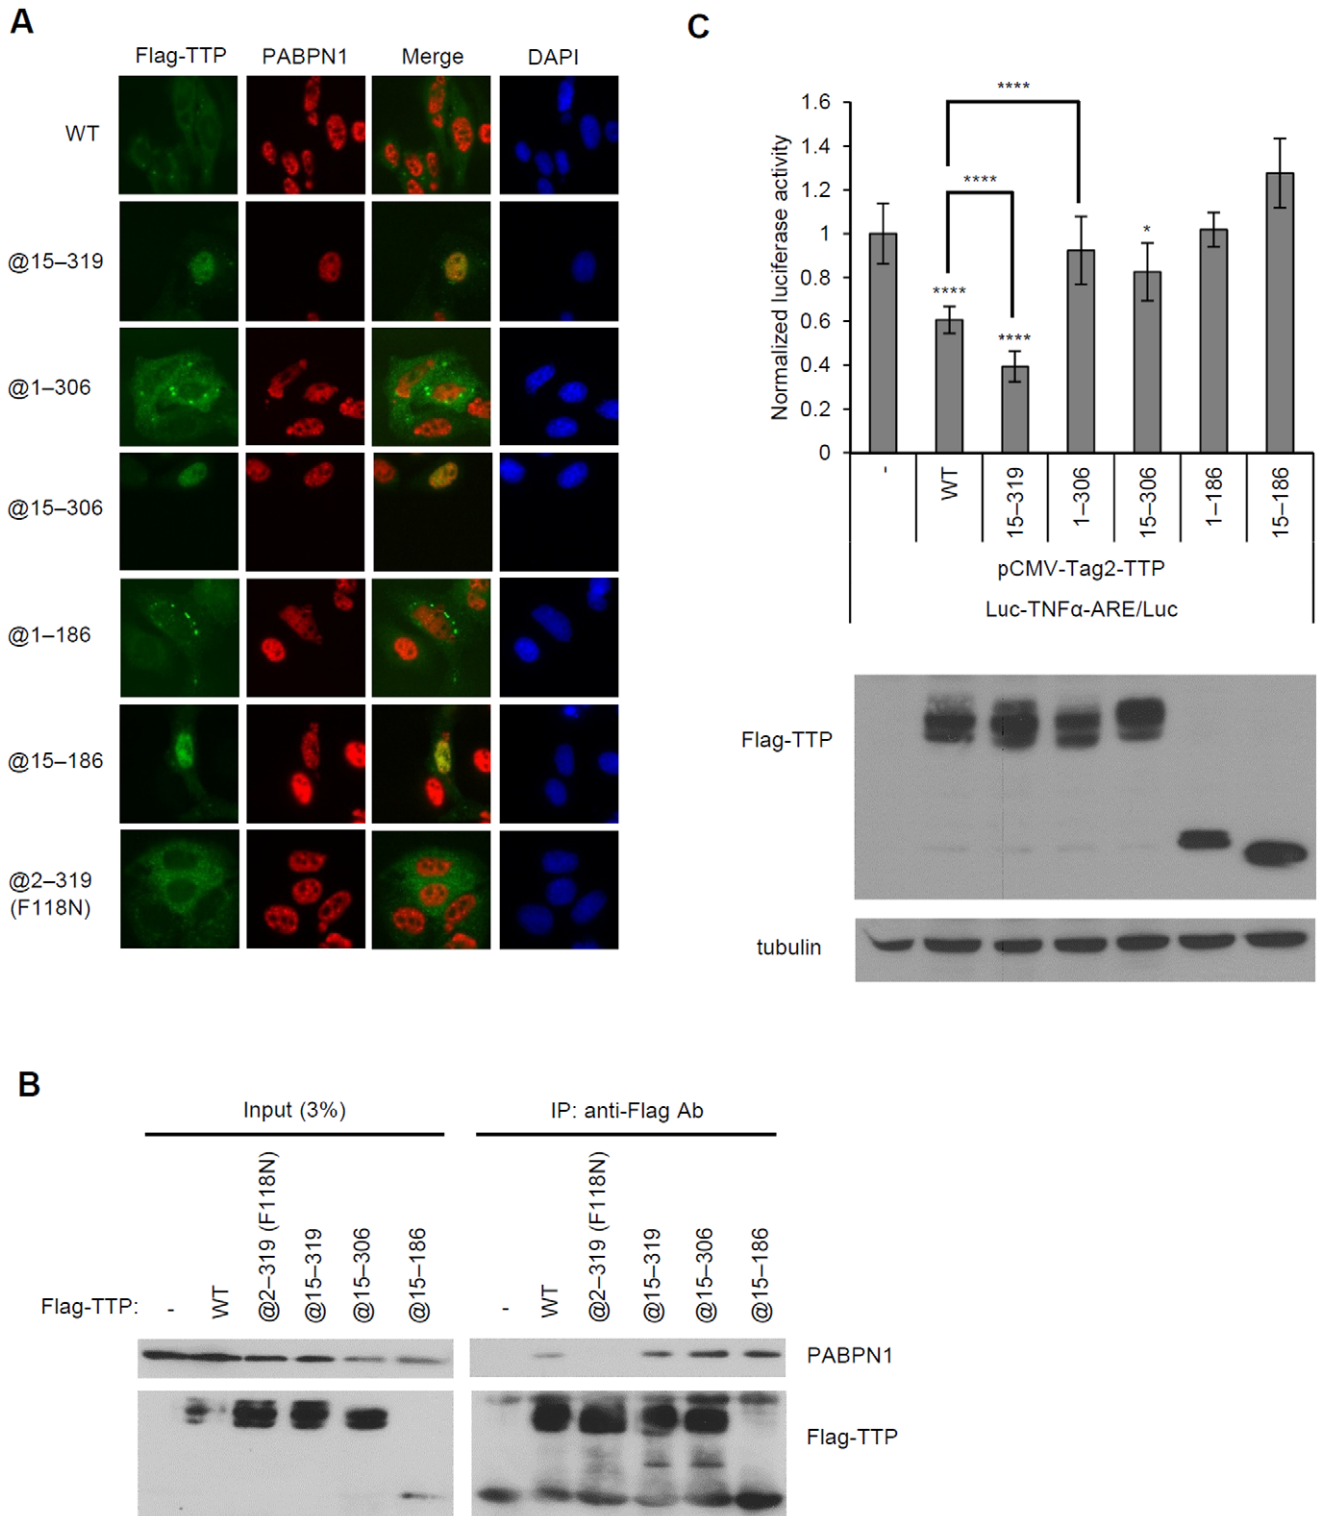 A
Flag-TTP PABPN1 Merge DAPI
WT
@15–319
@1–306
@15–306
@1–186
@15–186
@2–319
(F118N)
C
Normalized luciferase activity
1.6
1.4
1.2
1
0.8
0.6
0.4
0.2
0
****
****
****
****
*
- WT 15–319 1–306 15–306 1–186 15–186
pCMV-Tag2-TTP
Luc-TNFα-ARE/Luc
Flag-TTP
tubulin
B
Input (3%) IP: anti-Flag Ab
Flag-TTP: - WT @2–319 (F118N) @15–319 @15–306 @15–186 - WT @2–319 (F118N) @15–319 @15–306 @15–186
PABPN1
Flag-TTP